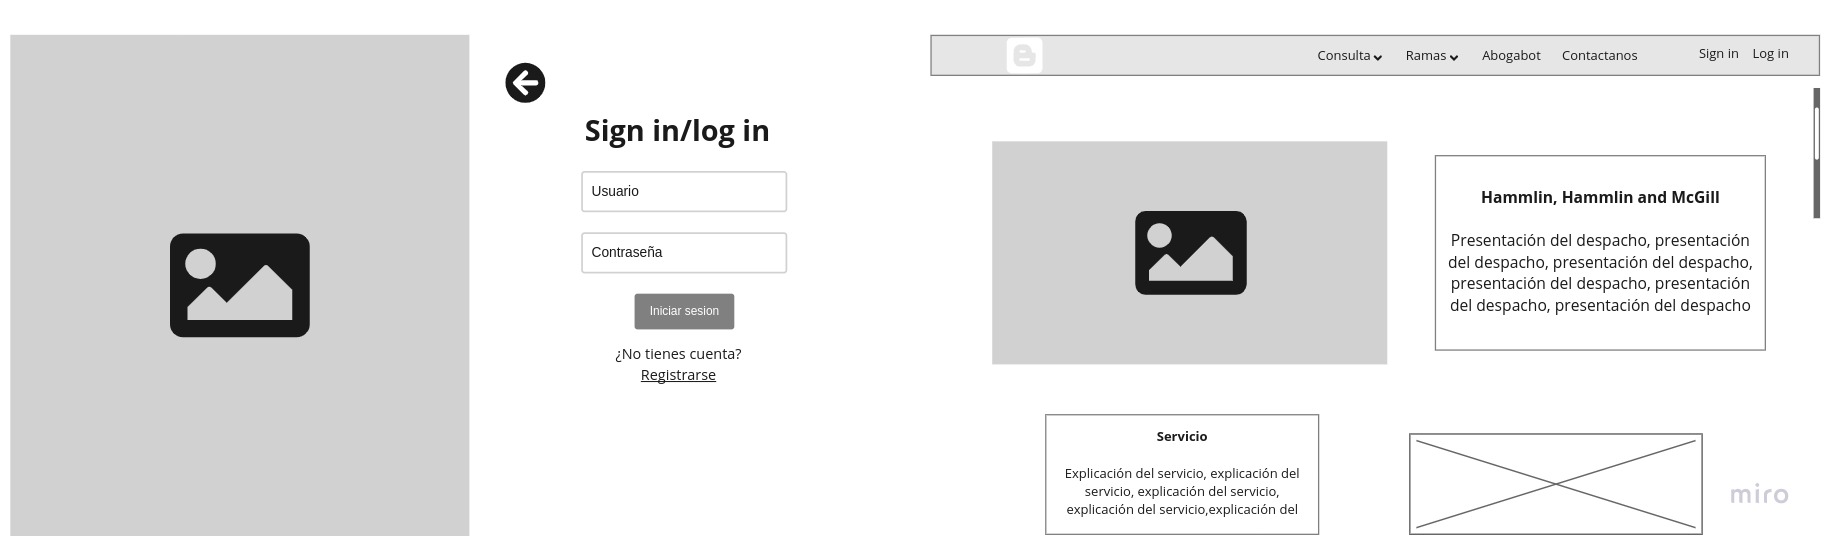 Sign in/log in
Usuario
Contraseña
Iniciar sesion
¿No tienes cuenta?
Registrarse
Consulta
Ramas
Abogabot
Contactanos
Sign in
Log in
Hammlin, Hammlin and McGill
Presentación del despacho, presentación
del despacho, presentación del despacho,
presentación del despacho, presentación
del despacho, presentación del despacho
Servicio
Explicación del servicio, explicación del
servicio, explicación del servicio,
explicación del servicio,explicación del
miro